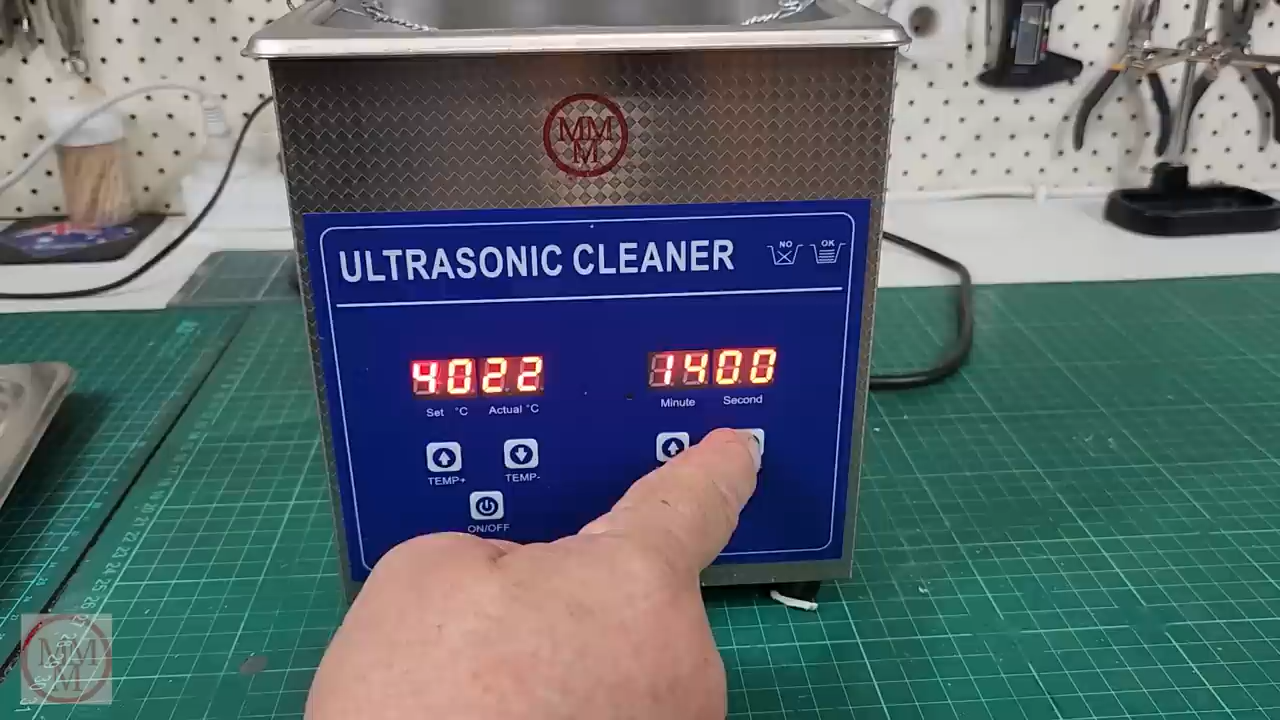 MMM
M
ULTRASONIC CLEANER
NO
OK
4022
1400
Set °C
Actual °C
Minute
Second
TEMP+
TEMP-
ON/OFF
MMM
M